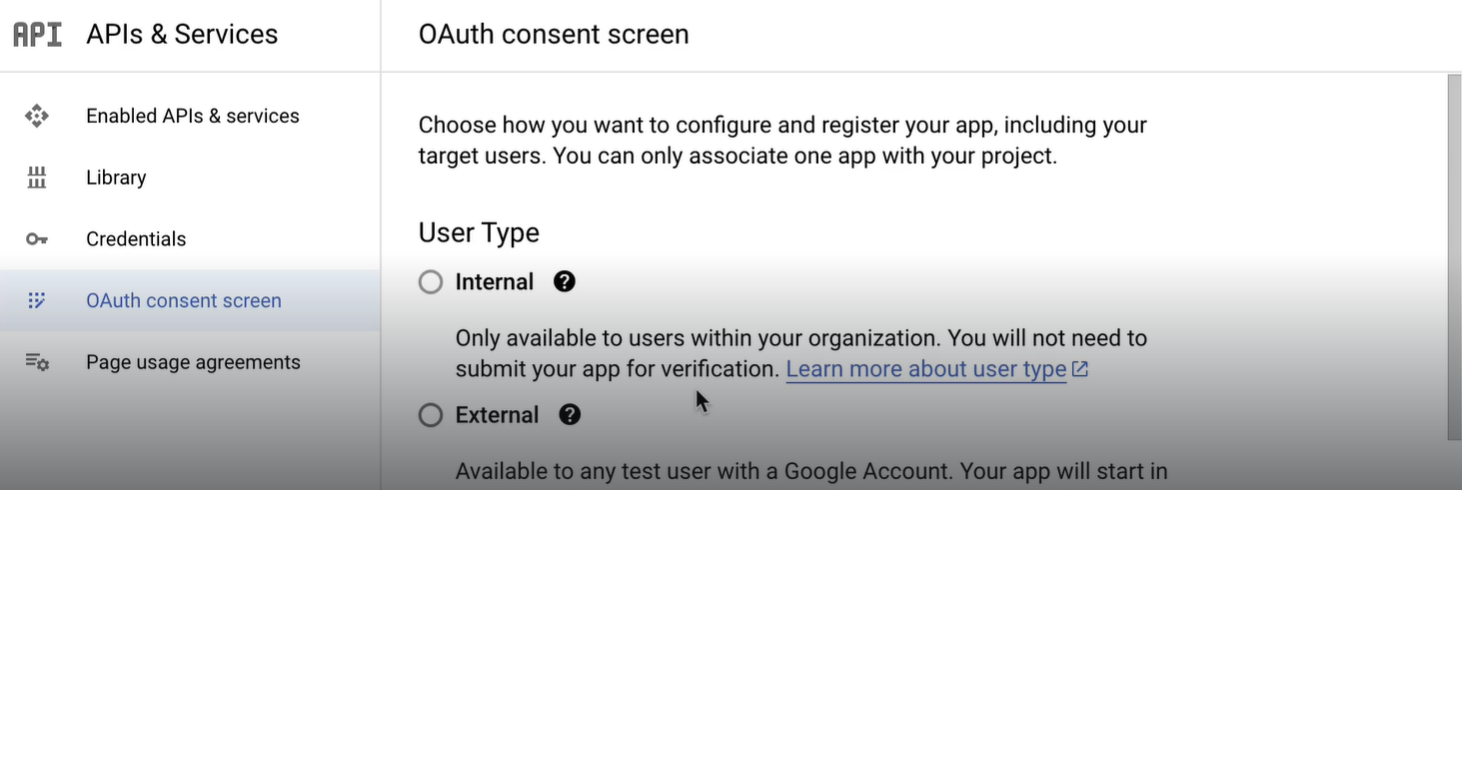 API APIs & Services
OAuth consent screen
Enabled APIs & services
Library
Credentials
OAuth consent screen
Page usage agreements
Choose how you want to configure and register your app, including your
target users. You can only associate one app with your project.
User Type
Internal ?
Only available to users within your organization. You will not need to
submit your app for verification. Learn more about user type
External ?
Available to any test user with a Google Account. Your app will start in